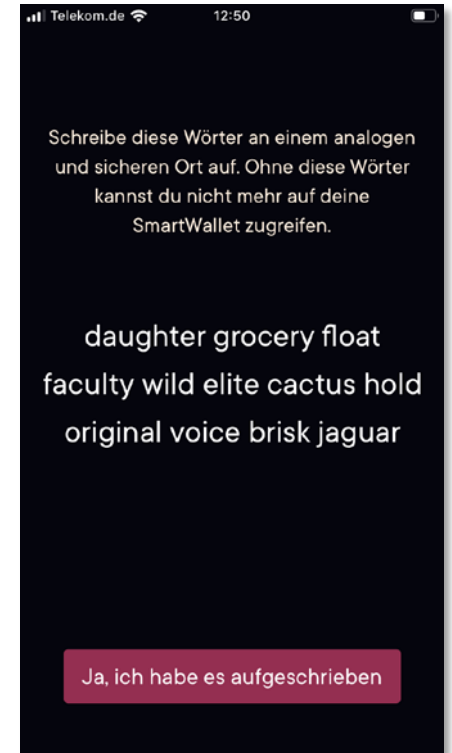 Telekom.de 12:50
Schreibe diese Wörter an einem analogen
und sicheren Ort auf. Ohne diese Wörter
kannst du nicht mehr auf deine
SmartWallet zugreifen.
daughter grocery float
faculty wild elite cactus hold
original voice brisk jaguar
Ja, ich habe es aufgeschrieben